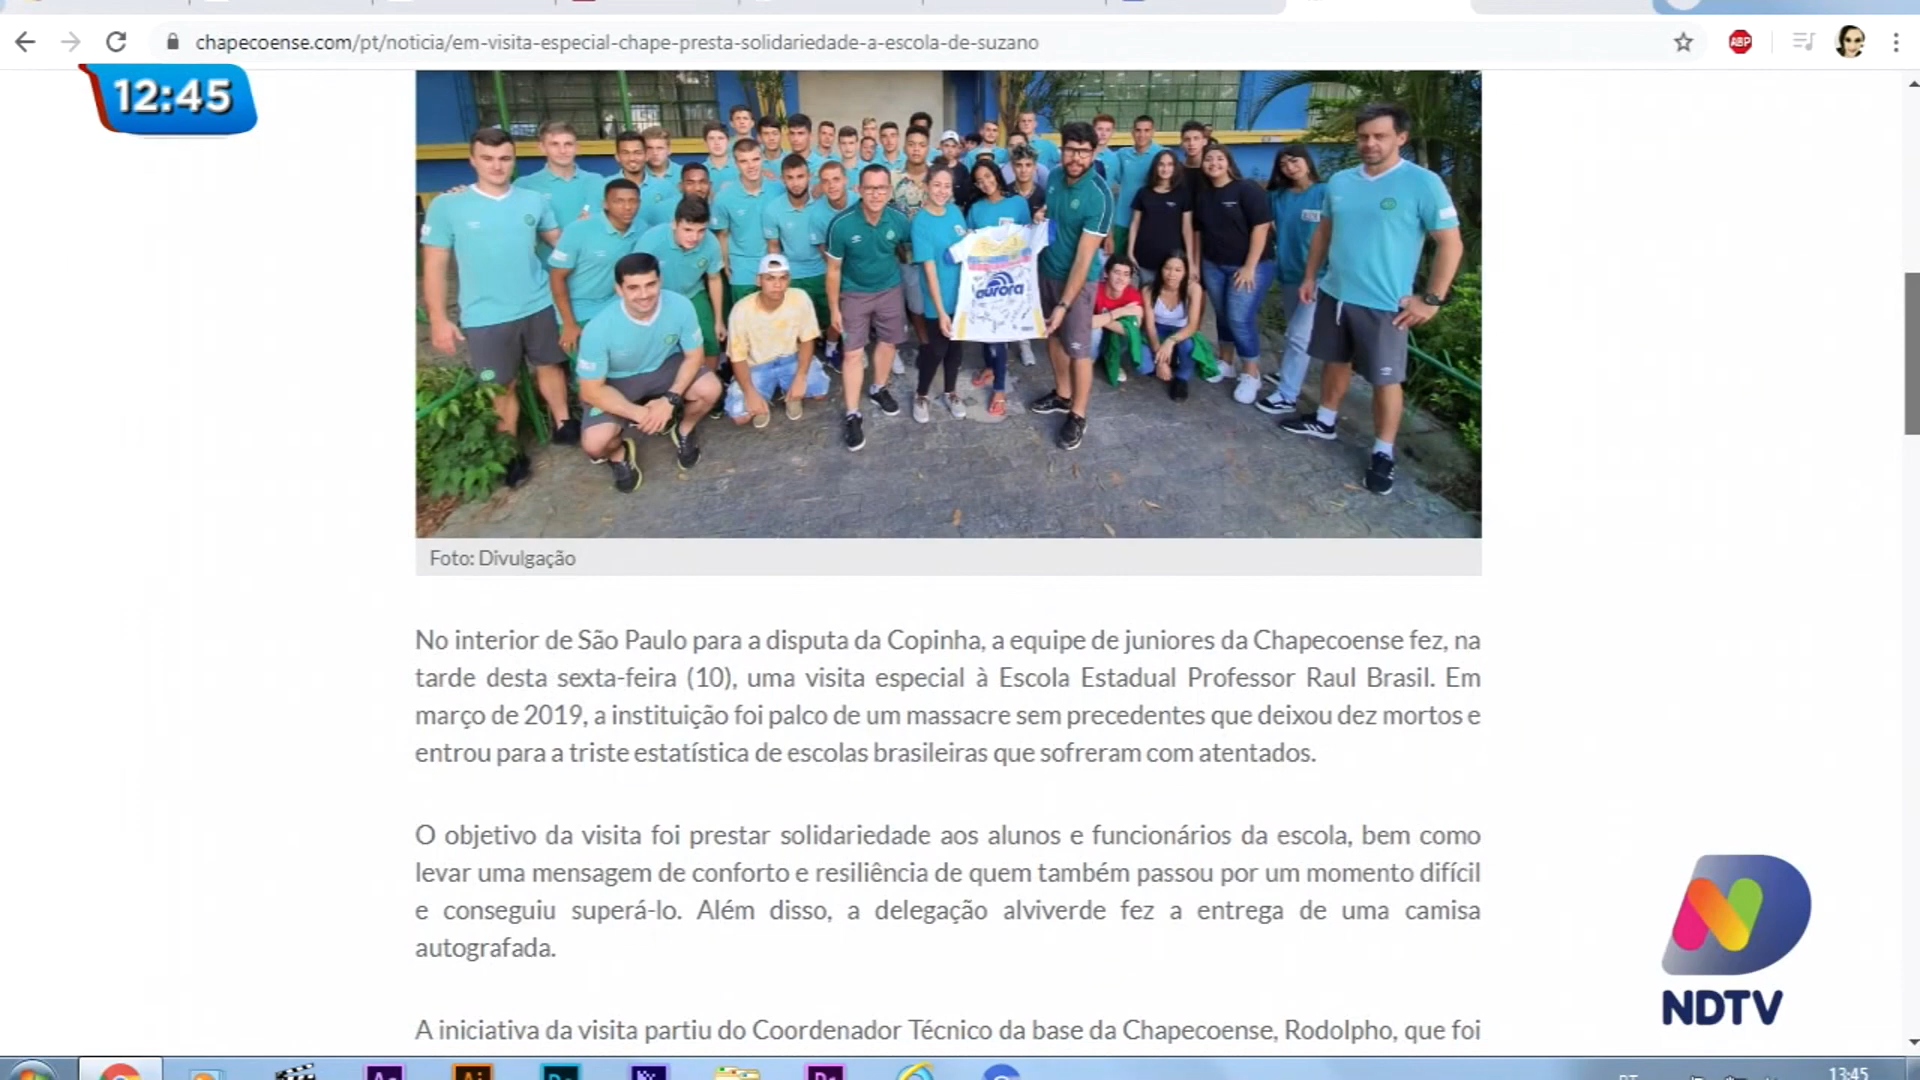 chapecoense.com/pt/noticia/em-visita-especial-chape-presta-solidariedade-a-escola-de-suzano
ABP
12:45
aurora
Foto: Divulgação
No interior de São Paulo para a disputa da Copinha, a equipe de juniores da Chapecoense fez, na
tarde desta sexta-feira (10), uma visita especial à Escola Estadual Professor Raul Brasil. Em
março de 2019, a instituição foi palco de um massacre sem precedentes que deixou dez mortos e
entrou para a triste estatística de escolas brasileiras que sofreram com atentados.
O objetivo da visita foi prestar solidariedade aos alunos e funcionários da escola, bem como
levar uma mensagem de conforto e resiliência de quem também passou por um momento difícil
e conseguiu superá-lo. Além disso, a delegação alviverde fez a entrega de uma camisa
autografada.
NDTV
A iniciativa da visita partiu do Coordenador Técnico da base da Chapecoense, Rodolpho, que foi
13:45